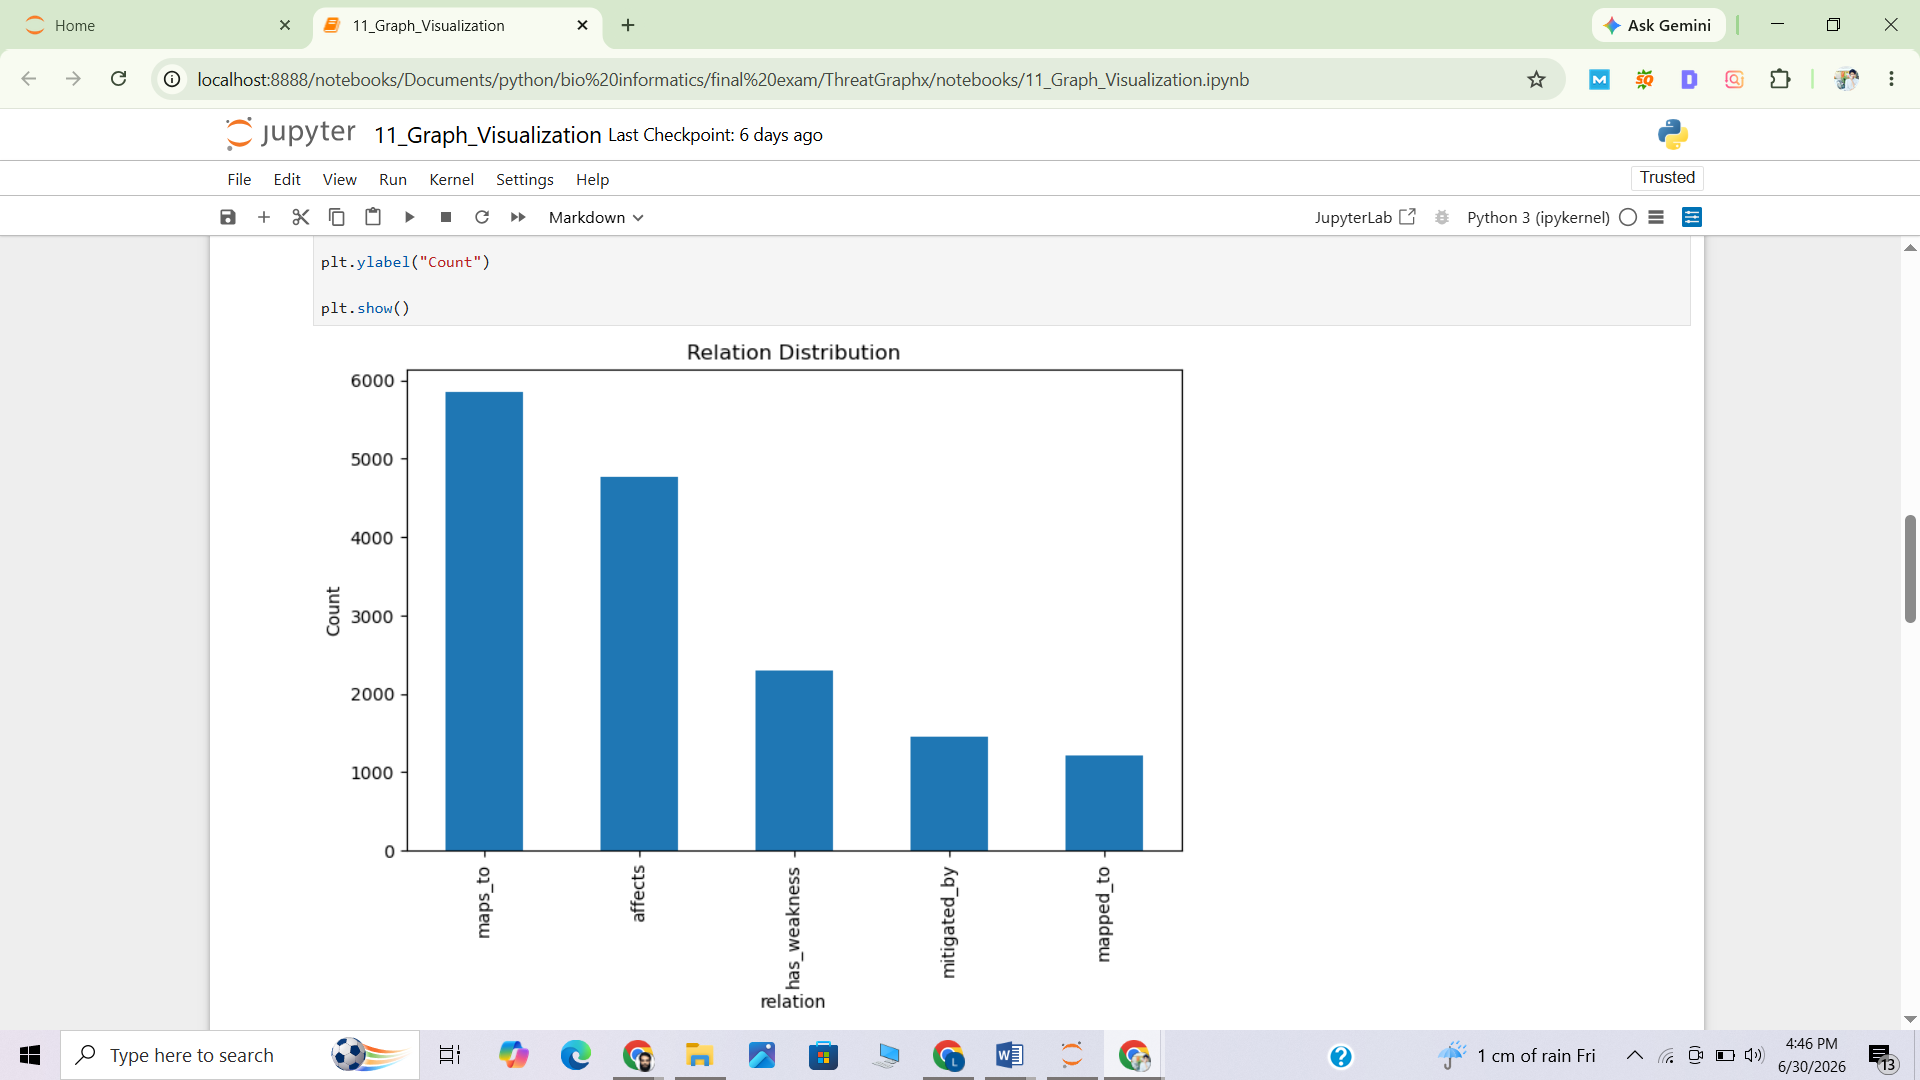 Home
11_Graph_Visualization
Ask Gemini
localhost:8888/notebooks/Documents/python/bio%20informatics/final%20exam/ThreatGraphx/notebooks/11_Graph_Visualization.ipynb
jupyter 11_Graph_Visualization Last Checkpoint: 6 days ago
File Edit View Run Kernel Settings Help
Trusted
Markdown
JupyterLab
Python 3 (ipykernel)
plt.ylabel("Count")
plt.show()
Relation Distribution
6000
5000
4000
3000
2000
1000
0
Count
maps_to
affects
has_weakness
mitigated_by
mapped_to
relation
Type here to search
1 cm of rain Fri
4:46 PM
6/30/2026
13